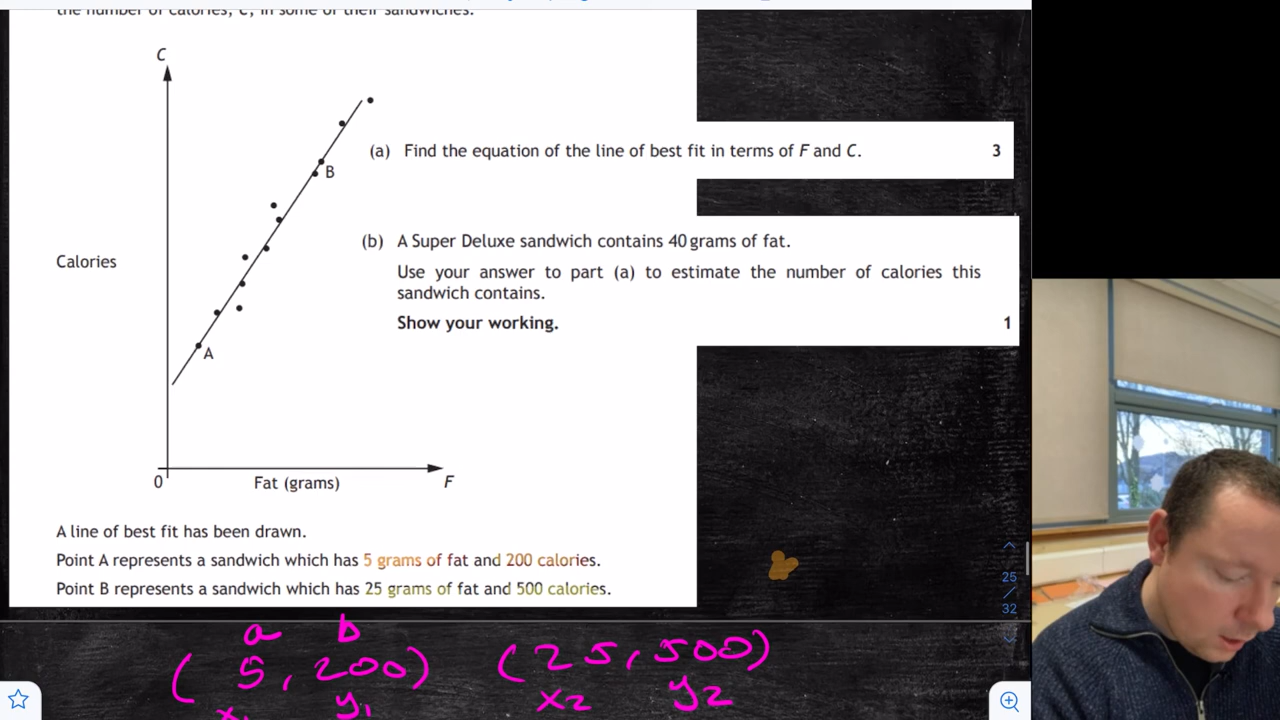 the number of calories, C, in some of their sandwiches.
C
(a) Find the equation of the line of best fit in terms of F and C. 3
B
(b) A Super Deluxe sandwich contains 40 grams of fat.
Calories
Use your answer to part (a) to estimate the number of calories this
sandwich contains.
Show your working. 1
A
0 Fat (grams) F
A line of best fit has been drawn.
Point A represents a sandwich which has 5 grams of fat and 200 calories.
Point B represents a sandwich which has 25 grams of fat and 500 calories.
25
/
32
a b
(5, 200) (25, 500)
x1 y1 x2 y2